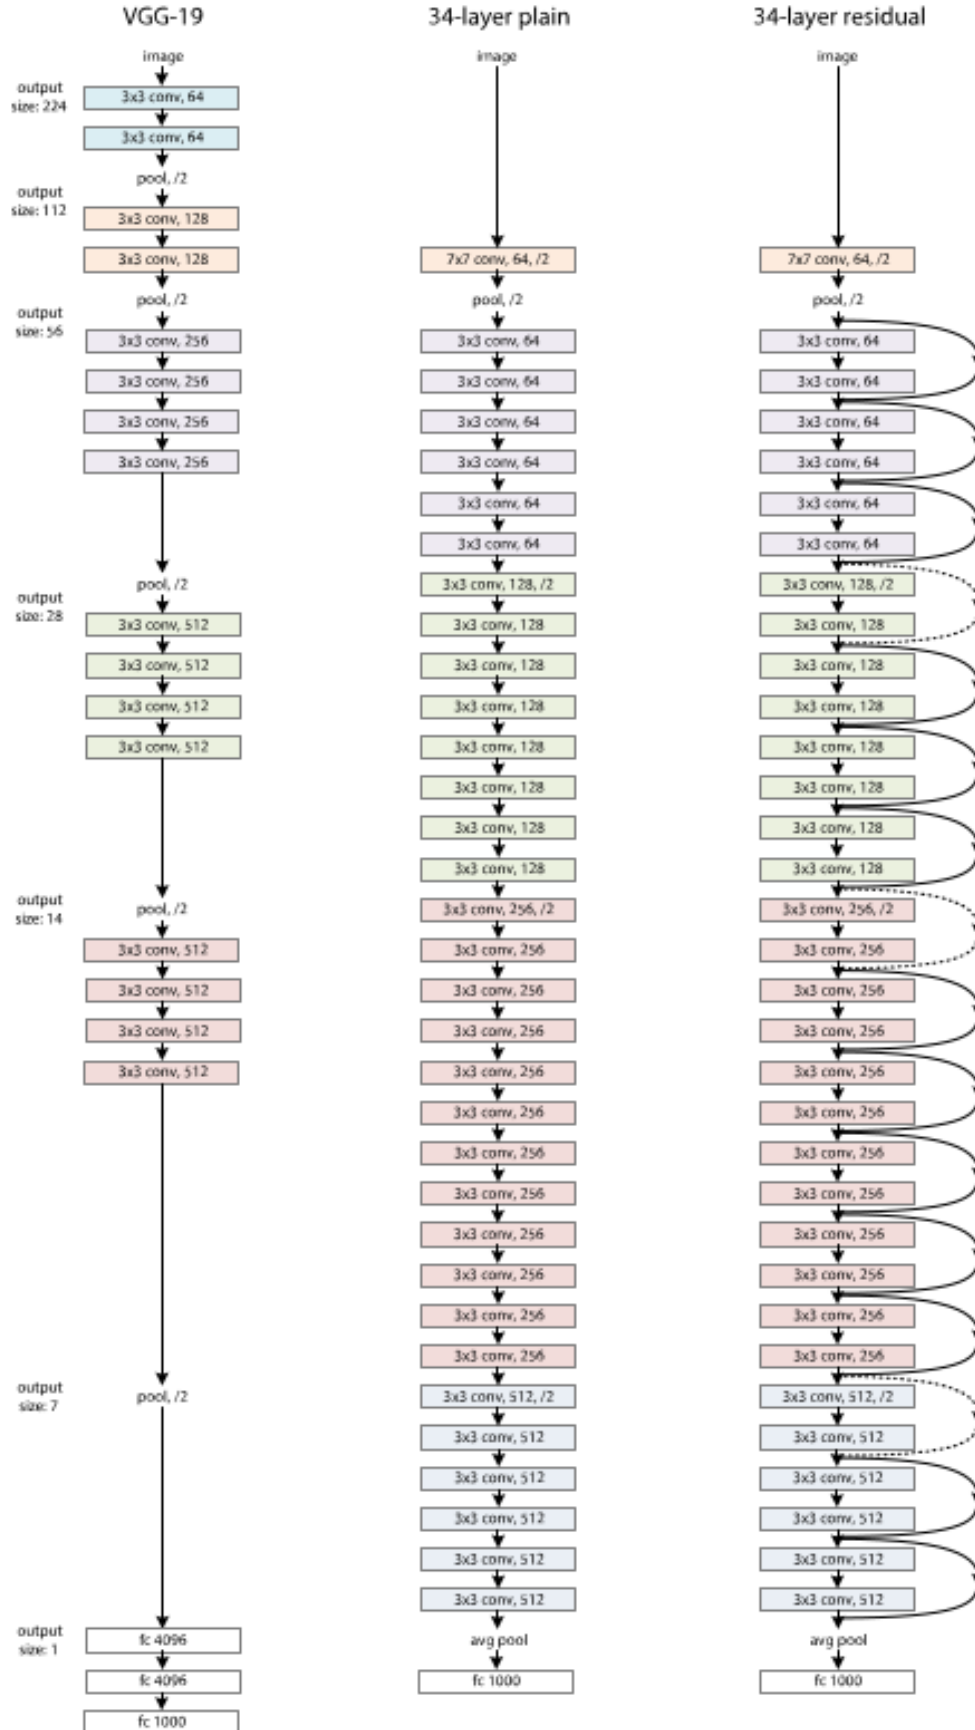 VGG-19
image
output
size: 224
3x3 conv, 64
3x3 conv, 64
pool, /2
output
size: 112
3x3 conv, 128
3x3 conv, 128
pool, /2
output
size: 56
3x3 conv, 256
3x3 conv, 256
3x3 conv, 256
3x3 conv, 256
pool, /2
output
size: 28
3x3 conv, 512
3x3 conv, 512
3x3 conv, 512
3x3 conv, 512
output
size: 14
pool, /2
3x3 conv, 512
3x3 conv, 512
3x3 conv, 512
3x3 conv, 512
output
size: 7
pool, /2
output
size: 1
fc 4096
fc 4096
fc 1000
34-layer plain
image
7x7 conv, 64, /2
pool, /2
3x3 conv, 64
3x3 conv, 64
3x3 conv, 64
3x3 conv, 64
3x3 conv, 64
3x3 conv, 64
3x3 conv, 128, /2
3x3 conv, 128
3x3 conv, 128
3x3 conv, 128
3x3 conv, 128
3x3 conv, 128
3x3 conv, 128
3x3 conv, 128
3x3 conv, 256, /2
3x3 conv, 256
3x3 conv, 256
3x3 conv, 256
3x3 conv, 256
3x3 conv, 256
3x3 conv, 256
3x3 conv, 256
3x3 conv, 256
3x3 conv, 256
3x3 conv, 256
3x3 conv, 256
3x3 conv, 512, /2
3x3 conv, 512
3x3 conv, 512
3x3 conv, 512
3x3 conv, 512
3x3 conv, 512
avg pool
fc 1000
34-layer residual
image
7x7 conv, 64, /2
pool, /2
3x3 conv, 64
3x3 conv, 64
3x3 conv, 64
3x3 conv, 64
3x3 conv, 64
3x3 conv, 64
3x3 conv, 128, /2
3x3 conv, 128
3x3 conv, 128
3x3 conv, 128
3x3 conv, 128
3x3 conv, 128
3x3 conv, 128
3x3 conv, 128
3x3 conv, 256, /2
3x3 conv, 256
3x3 conv, 256
3x3 conv, 256
3x3 conv, 256
3x3 conv, 256
3x3 conv, 256
3x3 conv, 256
3x3 conv, 256
3x3 conv, 256
3x3 conv, 256
3x3 conv, 256
3x3 conv, 512, /2
3x3 conv, 512
3x3 conv, 512
3x3 conv, 512
3x3 conv, 512
3x3 conv, 512
avg pool
fc 1000